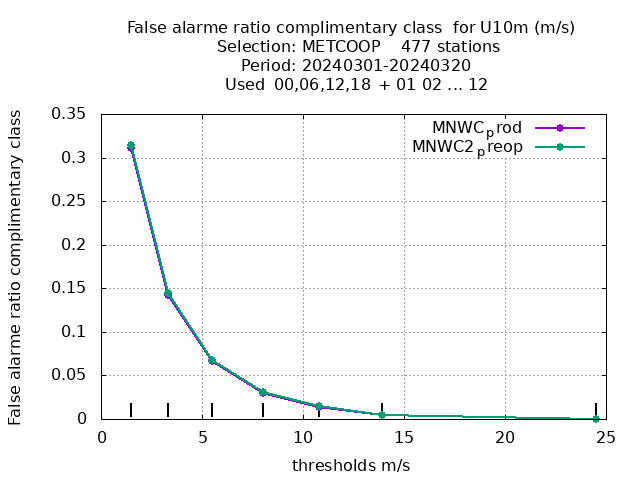 False alarme ratio complimentary class  for U10m (m/s)
Selection: METCOOP    477 stations
Period: 20240301-20240320
Used  00,06,12,18 + 01 02 ... 12
False alarme ratio complimentary class
0.35
0.3
0.25
0.2
0.15
0.1
0.05
0
MNWC_prod
MNWC2_preop
0 5 10 15 20 25
thresholds m/s